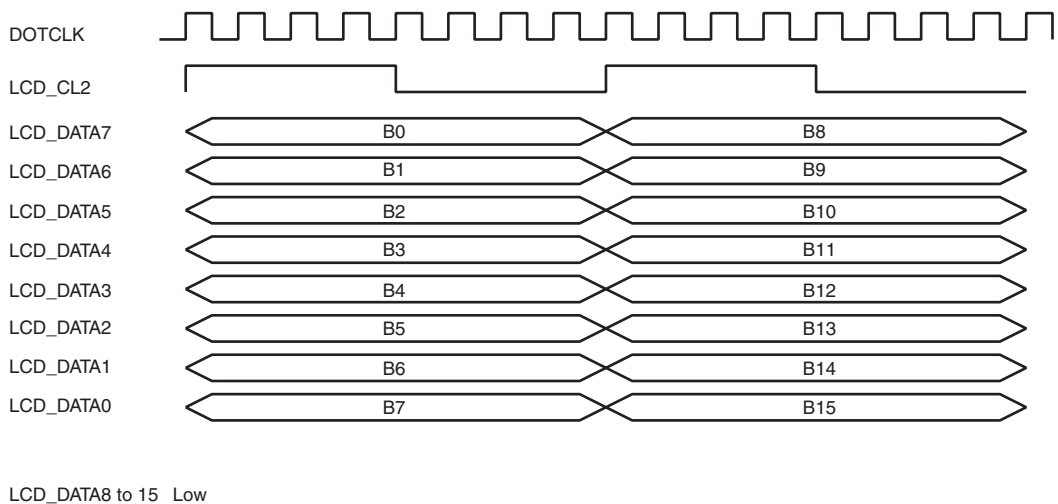 DOTCLK
LCD_CL2
LCD_DATA7 B0 B8
LCD_DATA6 B1 B9
LCD_DATA5 B2 B10
LCD_DATA4 B3 B11
LCD_DATA3 B4 B12
LCD_DATA2 B5 B13
LCD_DATA1 B6 B14
LCD_DATA0 B7 B15
LCD_DATA8 to 15 Low